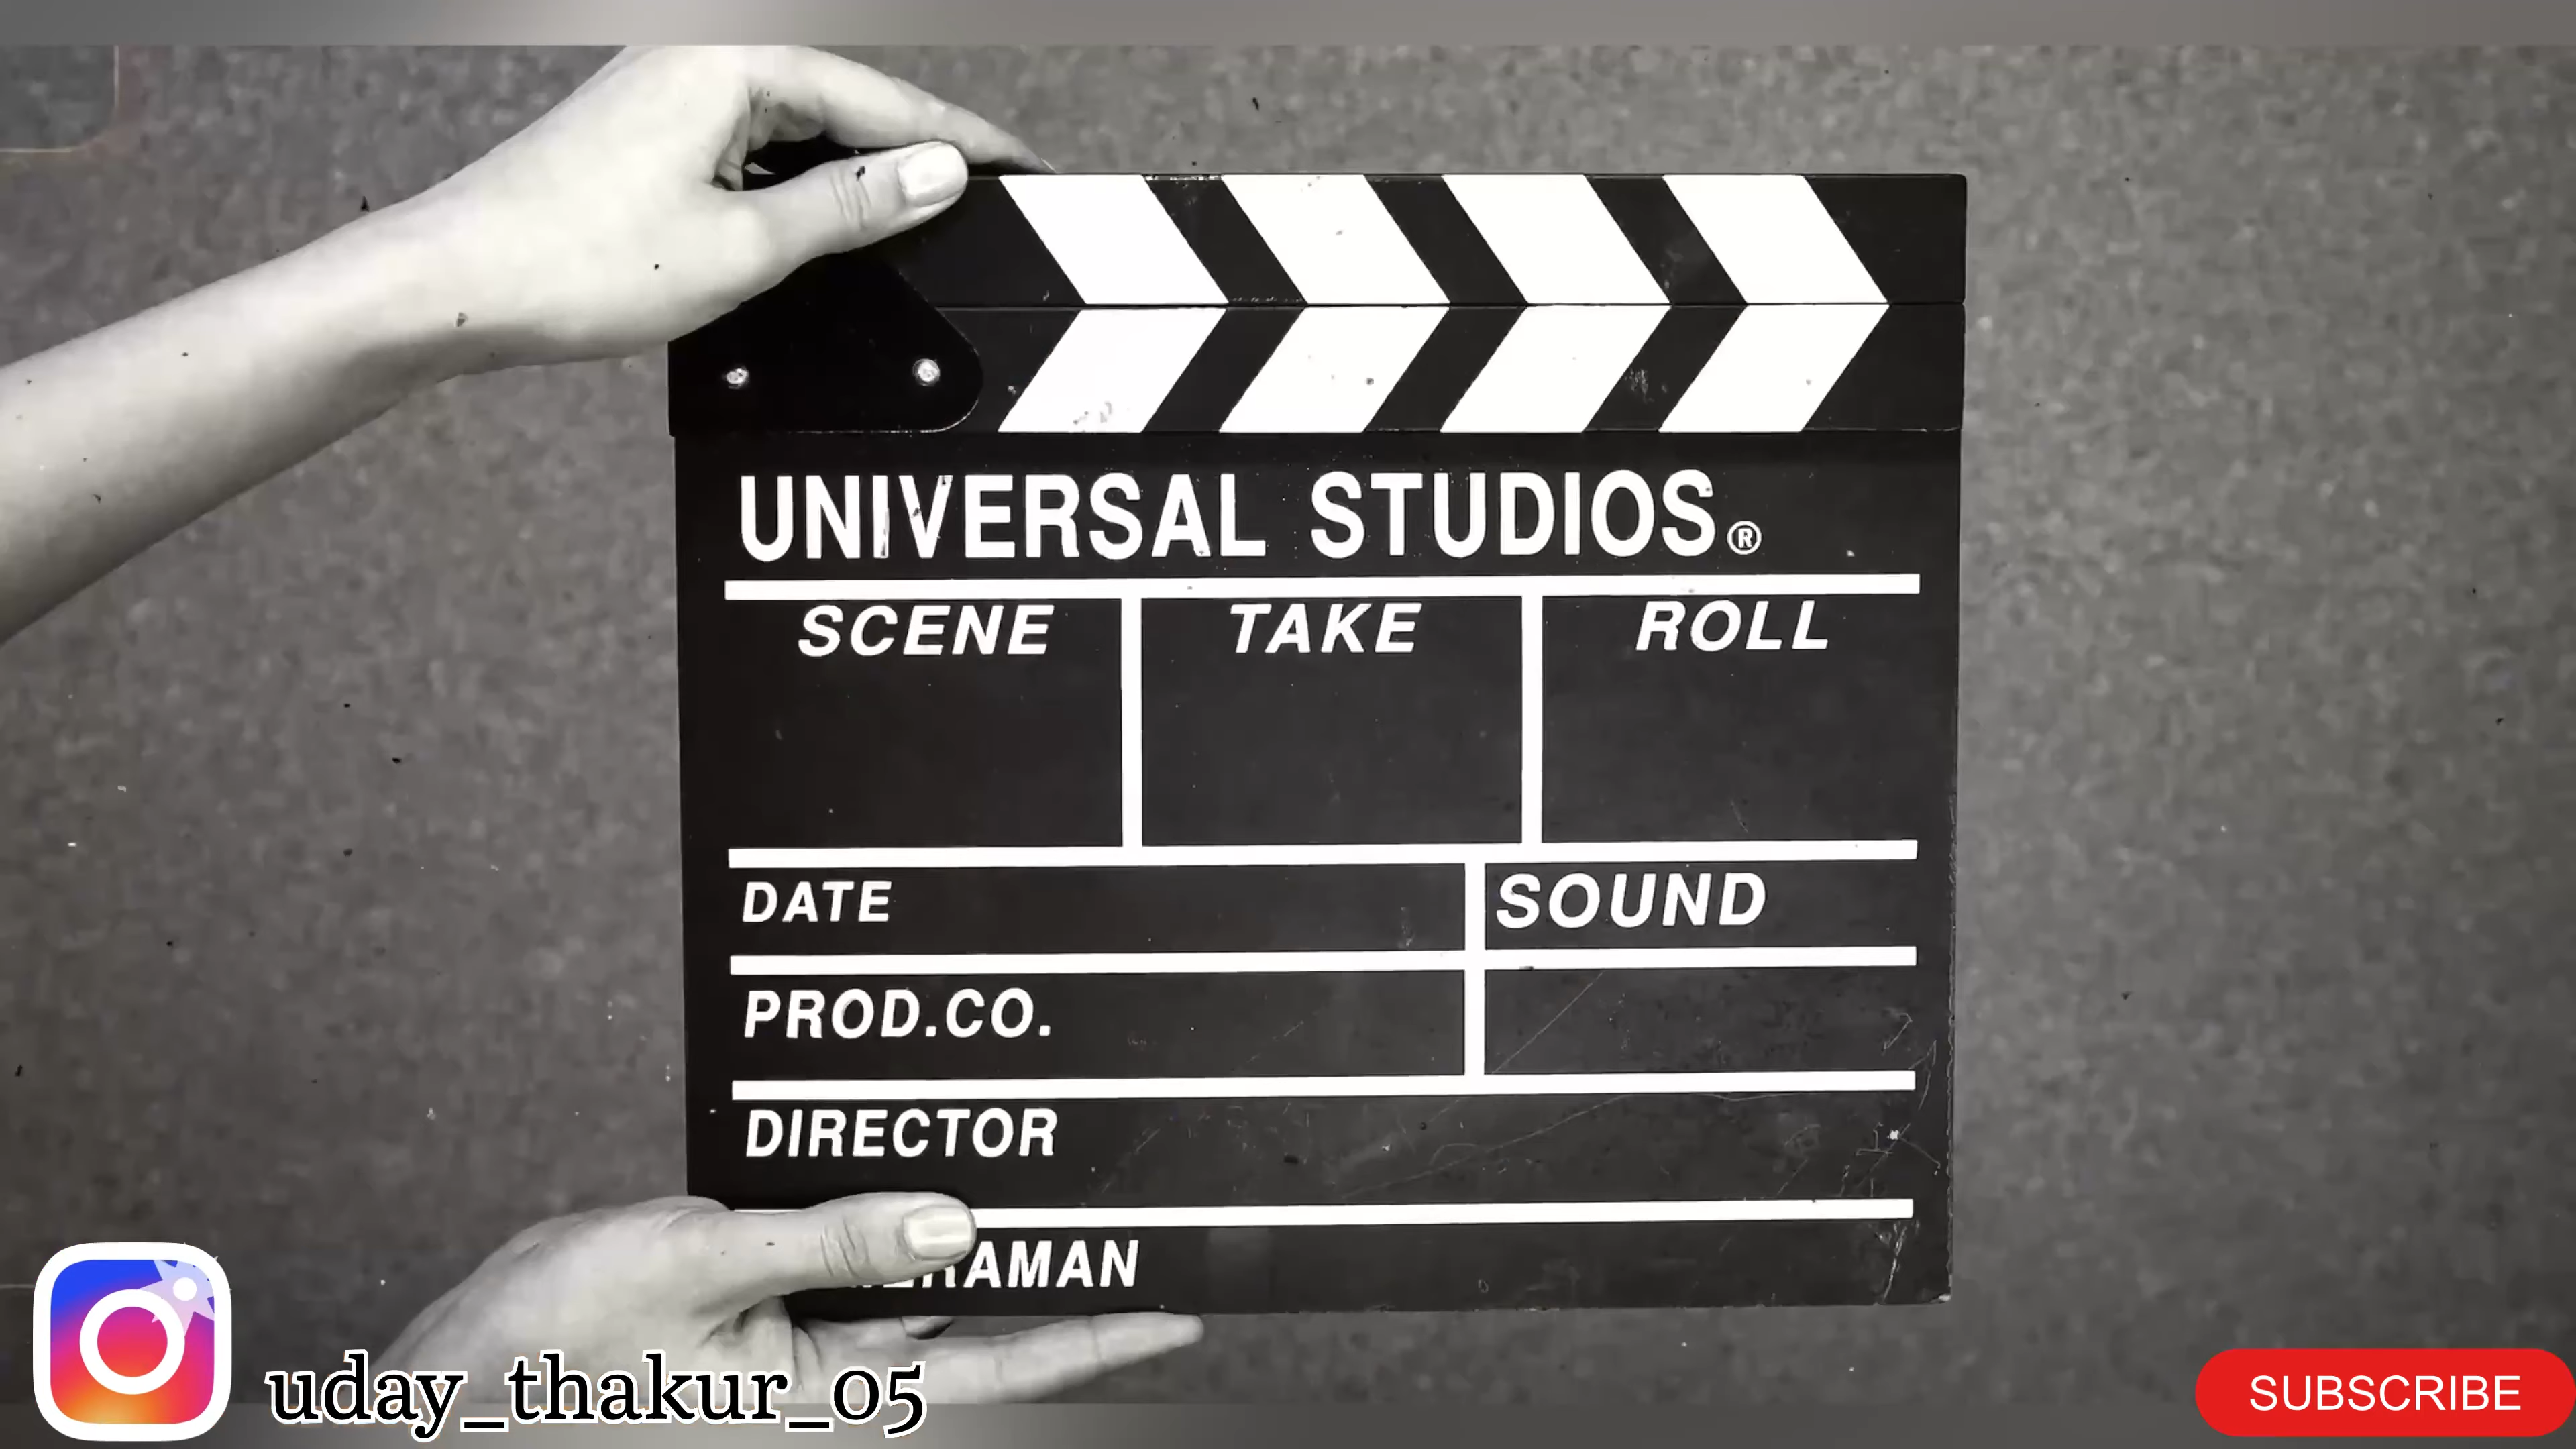 UNIVERSAL STUDIOS®
SCENE TAKE ROLL
DATE SOUND
PROD.CO.
DIRECTOR
uday_thakur_05
SUBSCRIBE